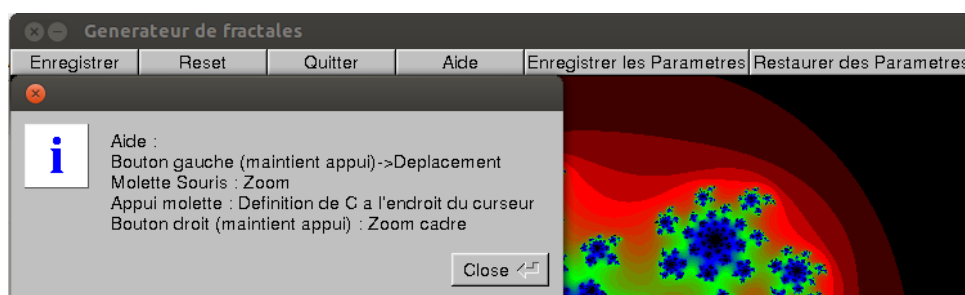 Generateur de fractales
Enregistrer Reset Quitter Aide Enregistrer les Parametres Restaurer des Parametres
i
Aide :
Bouton gauche (maintient appui)->Deplacement
Molette Souris : Zoom
Appui molette : Definition de C a l'endroit du curseur
Bouton droit (maintient appui) : Zoom cadre
Close